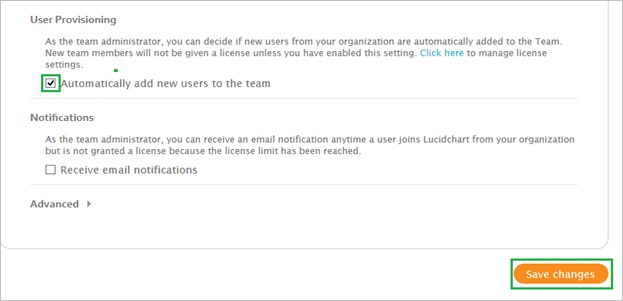 User Provisioning
As the team administrator, you can decide if new users from your organization are automatically added to the Team.
New team members will not be given a license unless you have enabled this setting. Click here to manage license
settings.
Automatically add new users to the team
Notifications
As the team administrator, you can receive an email notification anytime a user joins Lucidchart from your organization
but is not granted a license because the license limit has been reached.
Receive email notifications
Advanced
Save changes